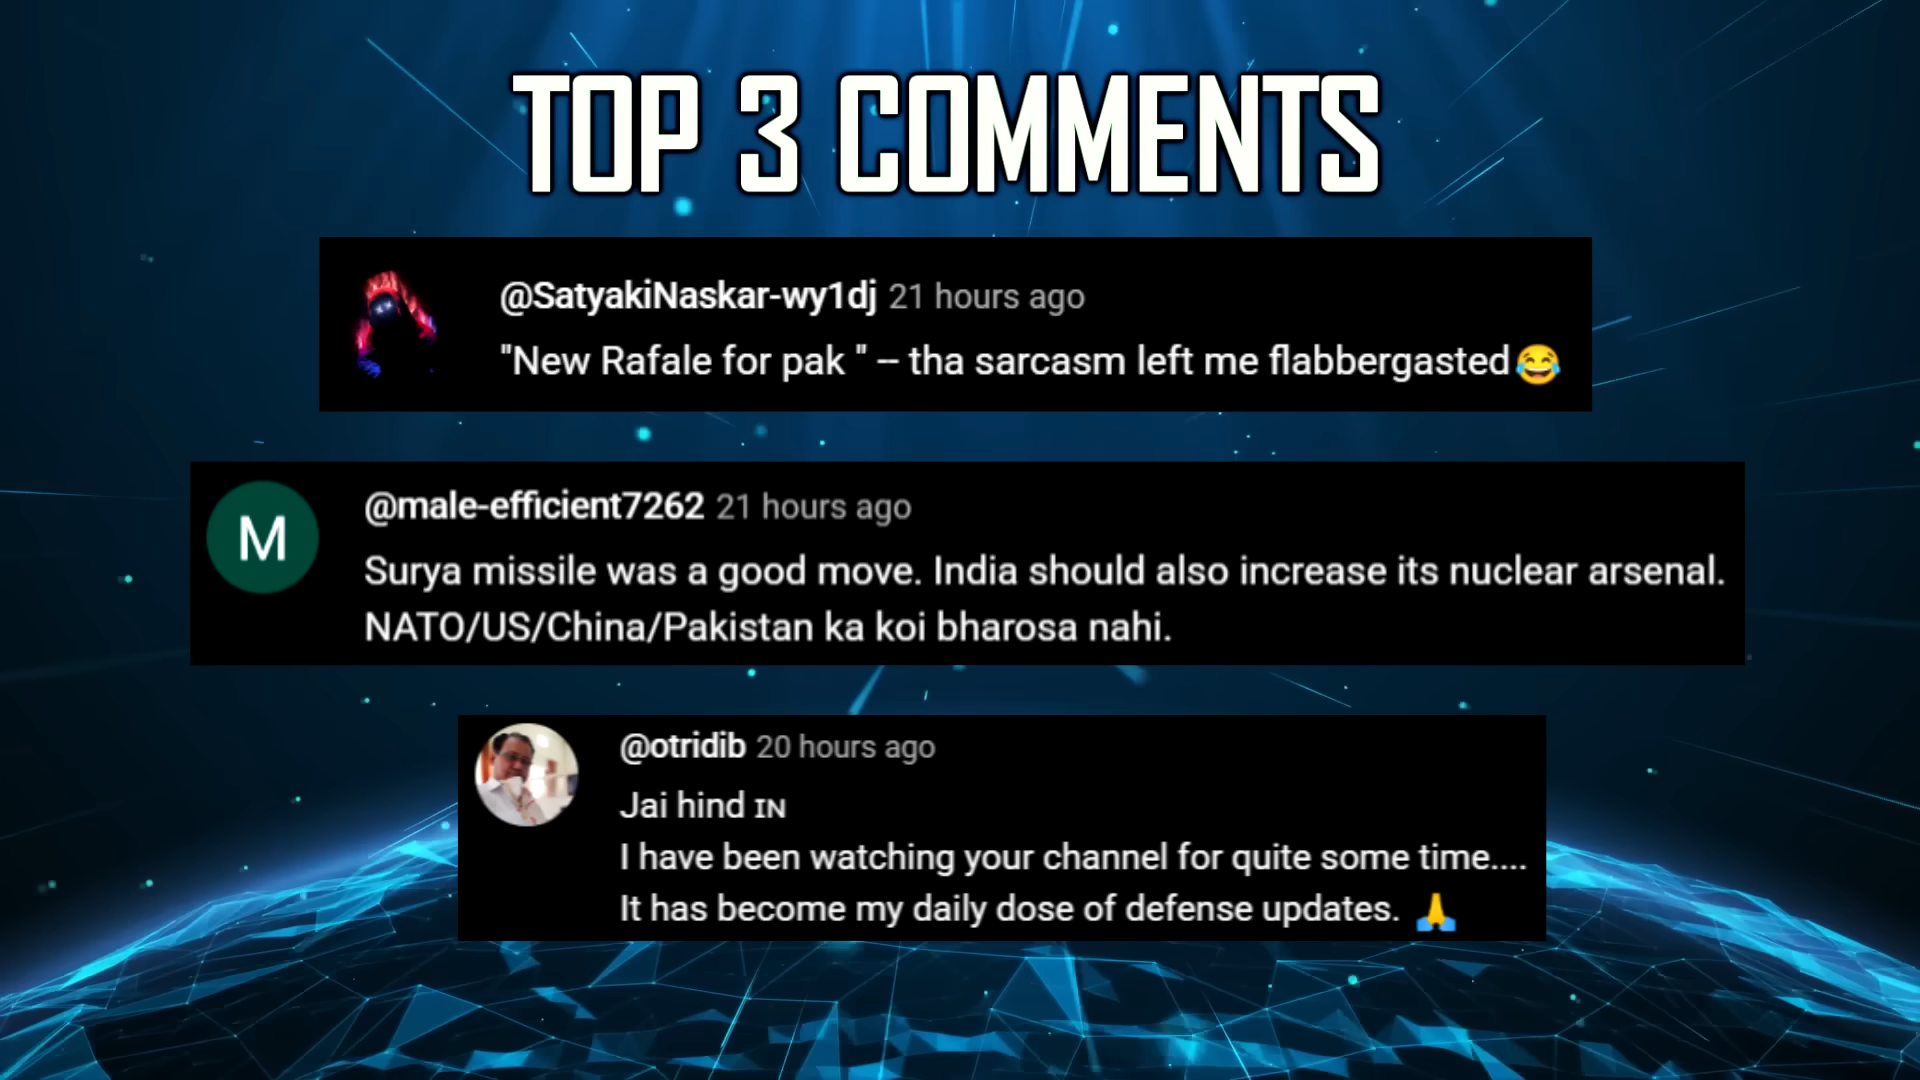 TOP 3 COMMENTS
@SatyakiNaskar-wy1dj 21 hours ago
"New Rafale for pak " -- tha sarcasm left me flabbergasted😂
M
@male-efficient7262 21 hours ago
Surya missile was a good move. India should also increase its nuclear arsenal.
NATO/US/China/Pakistan ka koi bharosa nahi.
@otridib 20 hours ago
Jai hind IN
I have been watching your channel for quite some time....
It has become my daily dose of defense updates. 🙏